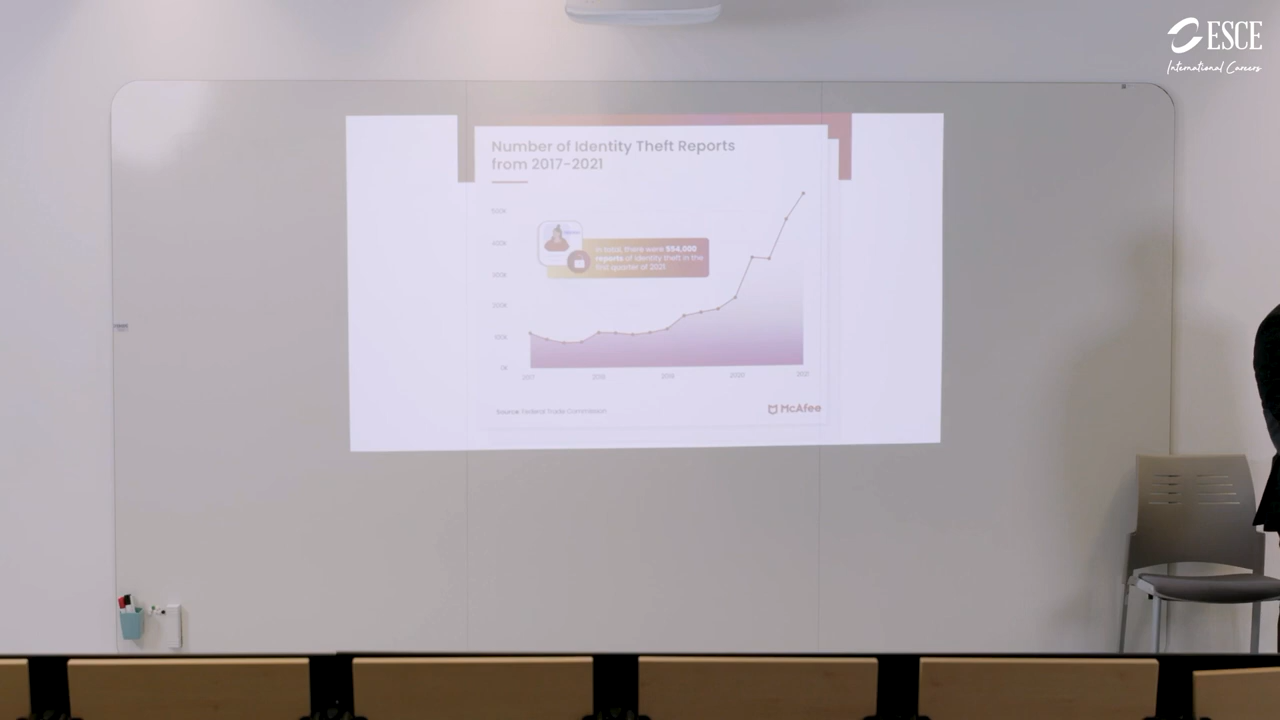 ESCE
International Careers
Number of Identity Theft Reports
from 2017-2021
500K
400K
In total, there were 554,000
reports of identity theft in the
first quarter of 2021
300K
200K
100K
0K
2017
2018
2019
2020
2021
Source: Federal Trade Commission
McAfee